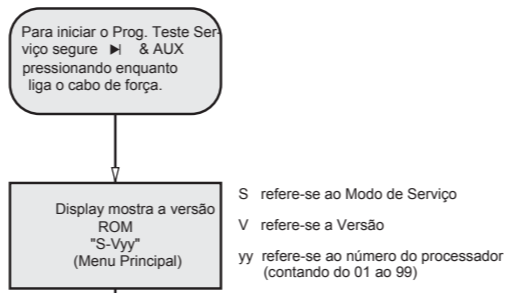 Para iniciar o Prog. Teste Ser-
viço segure ▶| & AUX
pressionando enquanto
liga o cabo de força.
Display mostra a versão
ROM
"S-Vyy"
(Menu Principal)
S refere-se ao Modo de Serviço
V refere-se a Versão
yy refere-se ao número do processador
(contando do 01 ao 99)